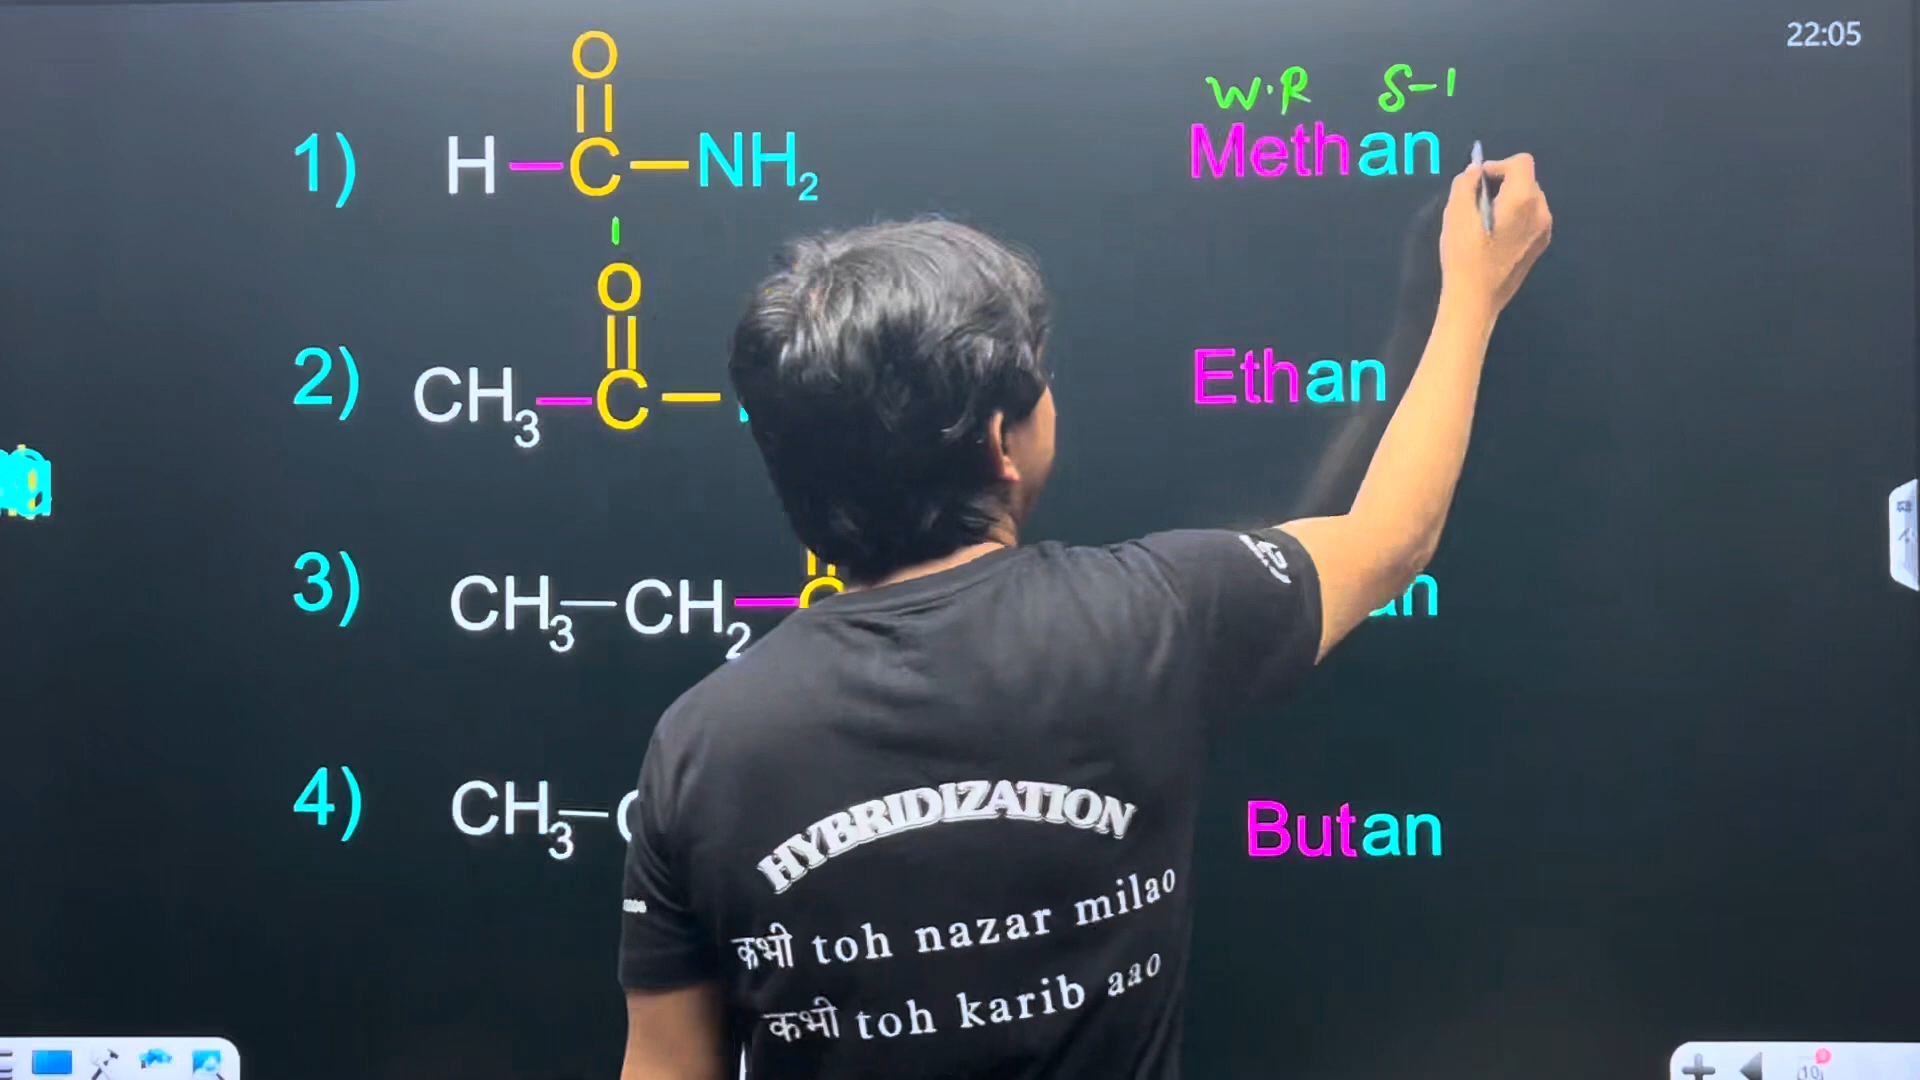 22:05
W.R S-1
O
1) H-C-NH₂ Methan
O
2) CH₃-C- Ethan
3) CH₃-CH₂- an
4) CH₃- Butan
HYBRIDIZATION
कभी toh nazar milao
कभी toh karib aao